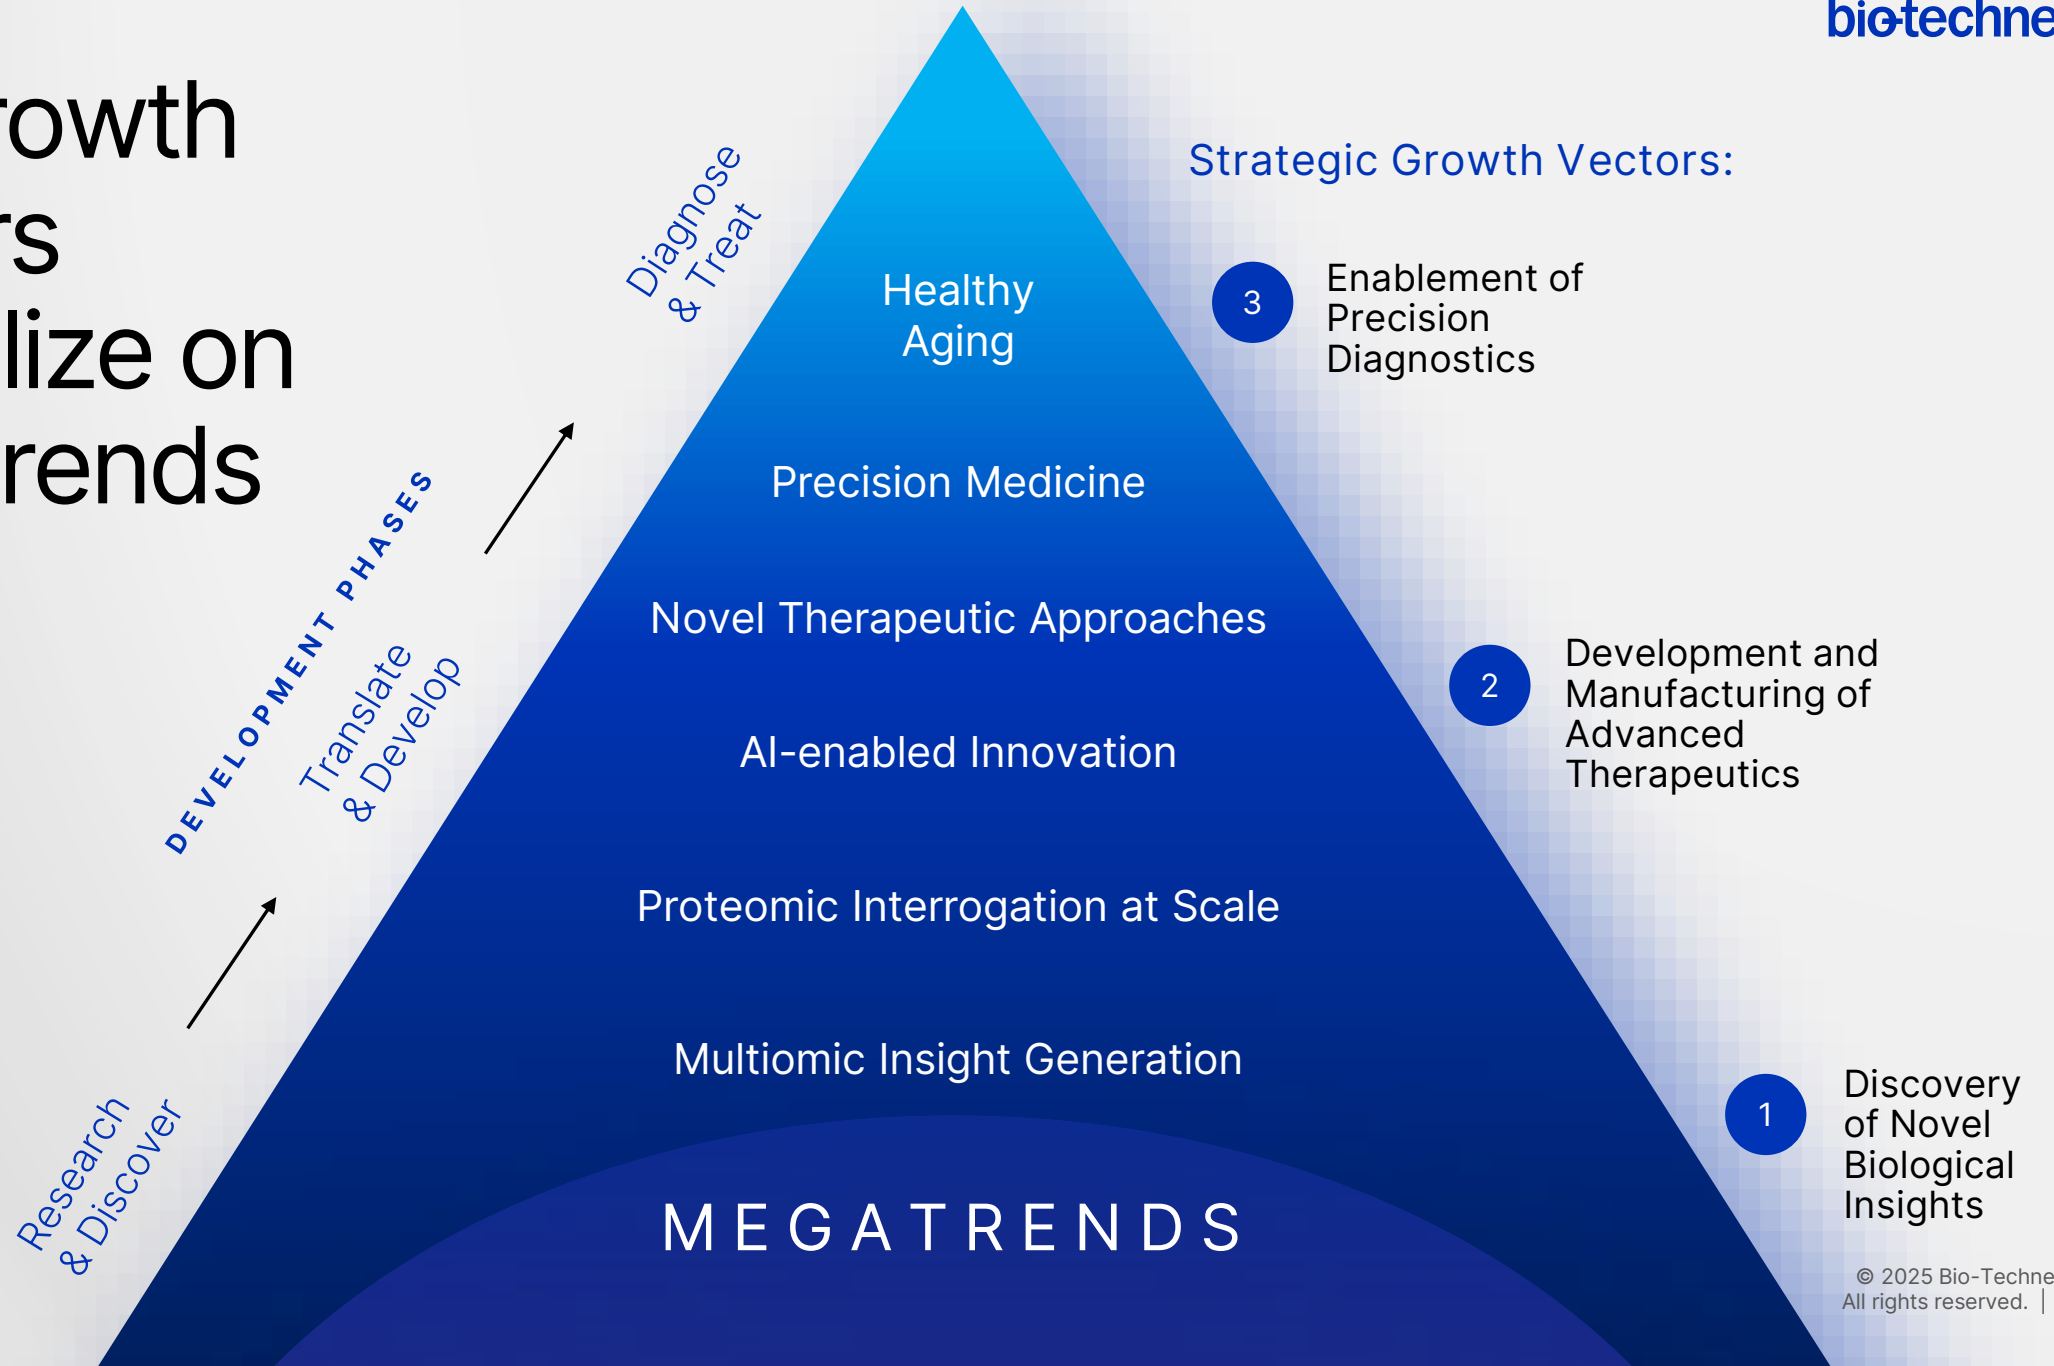 bio-techne
rowth
rs
lize on
rends
Strategic Growth Vectors:
Diagnose
& Treat
Healthy
Aging
3
Enablement of
Precision
Diagnostics
Precision Medicine
DEVELOPMENT PHASES
Novel Therapeutic Approaches
Translate
& Develop
2
Development and
Manufacturing of
Advanced
Therapeutics
AI-enabled Innovation
Proteomic Interrogation at Scale
Multiomic Insight Generation
Research
& Discover
1
Discovery
of Novel
Biological
Insights
MEGATRENDS
© 2025 Bio-Techne
All rights reserved. |